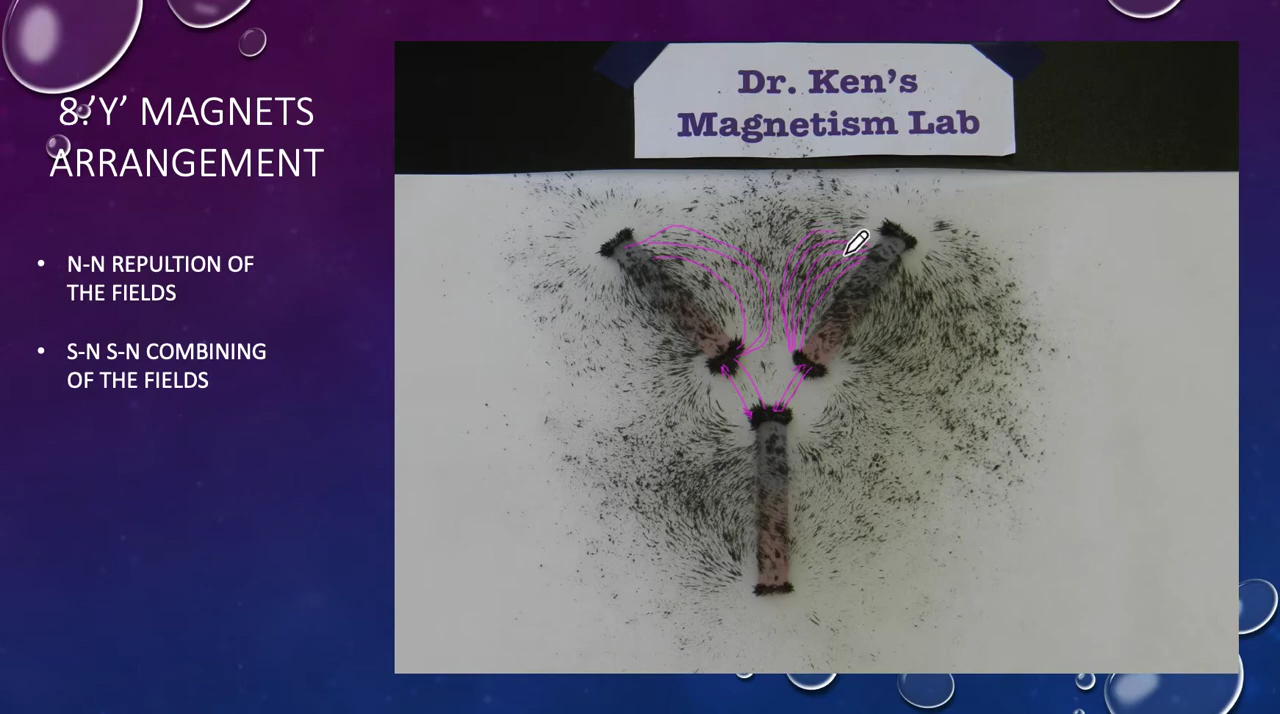 8.'Y' MAGNETS
ARRANGEMENT
• N-N REPULTION OF
THE FIELDS
• S-N S-N COMBINING
OF THE FIELDS
Dr. Ken's
Magnetism Lab